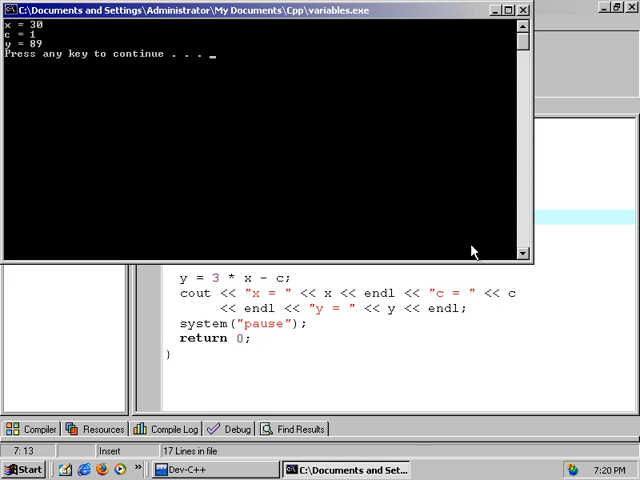 C:\Documents and Settings\Administrator\My Documents\Cpp\variables.exe
x = 30
c = 1
y = 89
Press any key to continue . . . _
y = 3 * x - c;
cout << "x = " << x << endl << "c = " << c
<< endl << "y = " << y << endl;
system("pause");
return 0;
}
Compiler Resources Compile Log Debug Find Results
7: 13 Insert 17 Lines in file
Start » Dev-C++ C:\Documents and Set... 7:20 PM